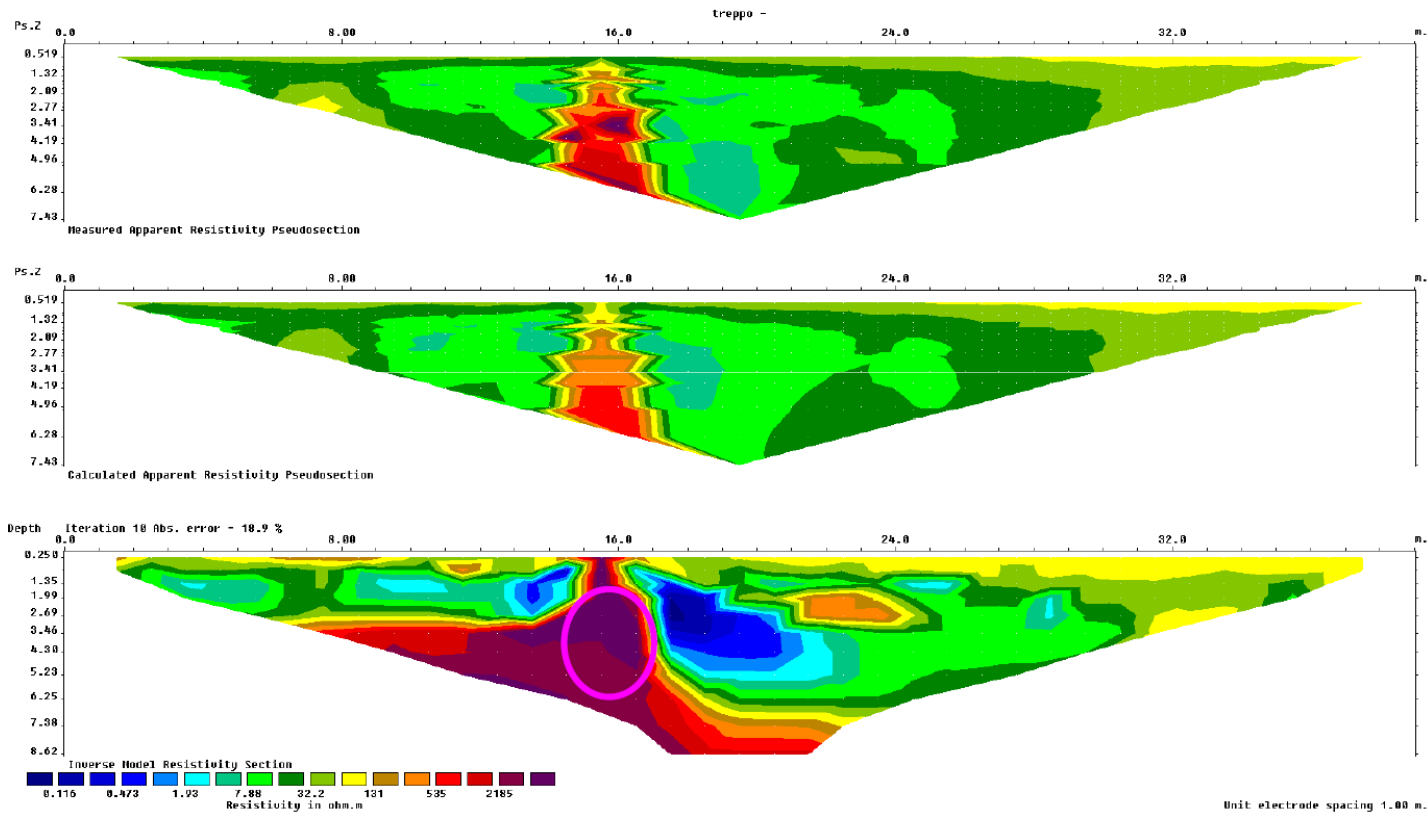 treppo -
Ps.Z 0.0 8.00 16.0 24.0 32.0 m.
0.519
1.32
2.09
2.77
3.41
4.19
4.96
6.28
7.43
Measured Apparent Resistivity Pseudosection
Ps.Z 0.0 8.00 16.0 24.0 32.0 m.
0.519
1.32
2.09
2.77
3.41
4.19
4.96
6.28
7.43
Calculated Apparent Resistivity Pseudosection
Depth Iteration 10 Abs. error - 18.9 %
0.0 8.00 16.0 24.0 32.0 m.
0.250
1.35
1.99
2.69
3.46
4.30
5.23
6.25
7.38
8.62
Inverse Model Resistivity Section
0.116 0.473 1.93 7.88 32.2 131 535 2185
Resistivity in ohm.m
Unit electrode spacing 1.00 m.